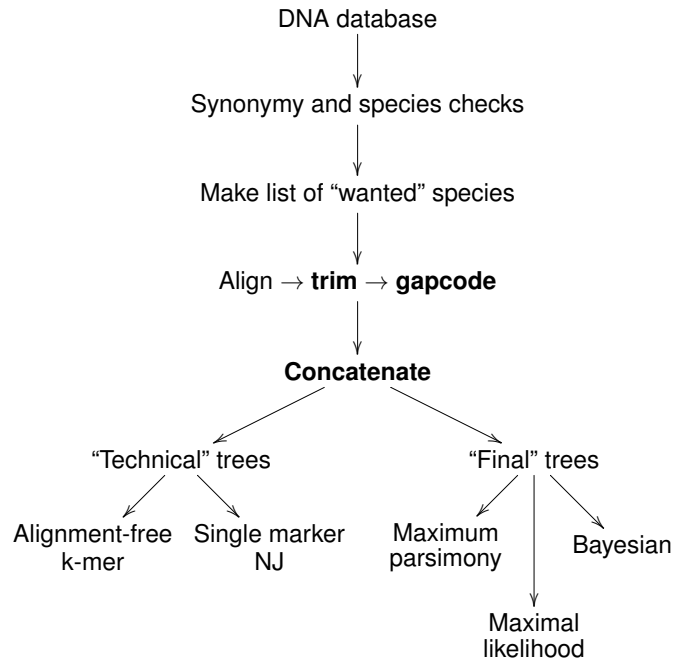 DNA database
Synonymy and species checks
Make list of “wanted” species
Align → trim → gapcode
Concatenate
“Technical” trees
“Final” trees
Alignment-free
k-mer
Single marker
NJ
Maximum
parsimony
Bayesian
Maximal
likelihood